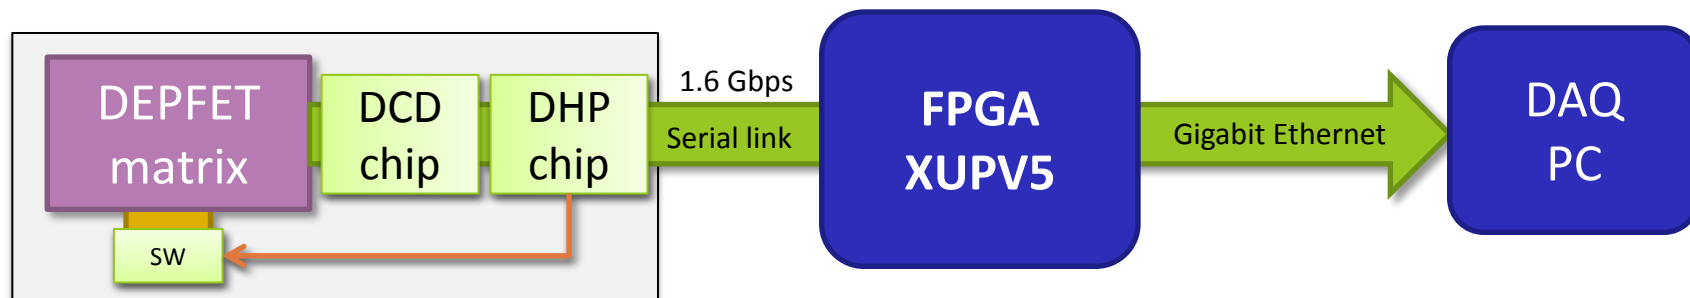 DEPFET
matrix
DCD
chip
DHP
chip
SW
1.6 Gbps
Serial link
FPGA
XUPV5
Gigabit Ethernet
DAQ
PC